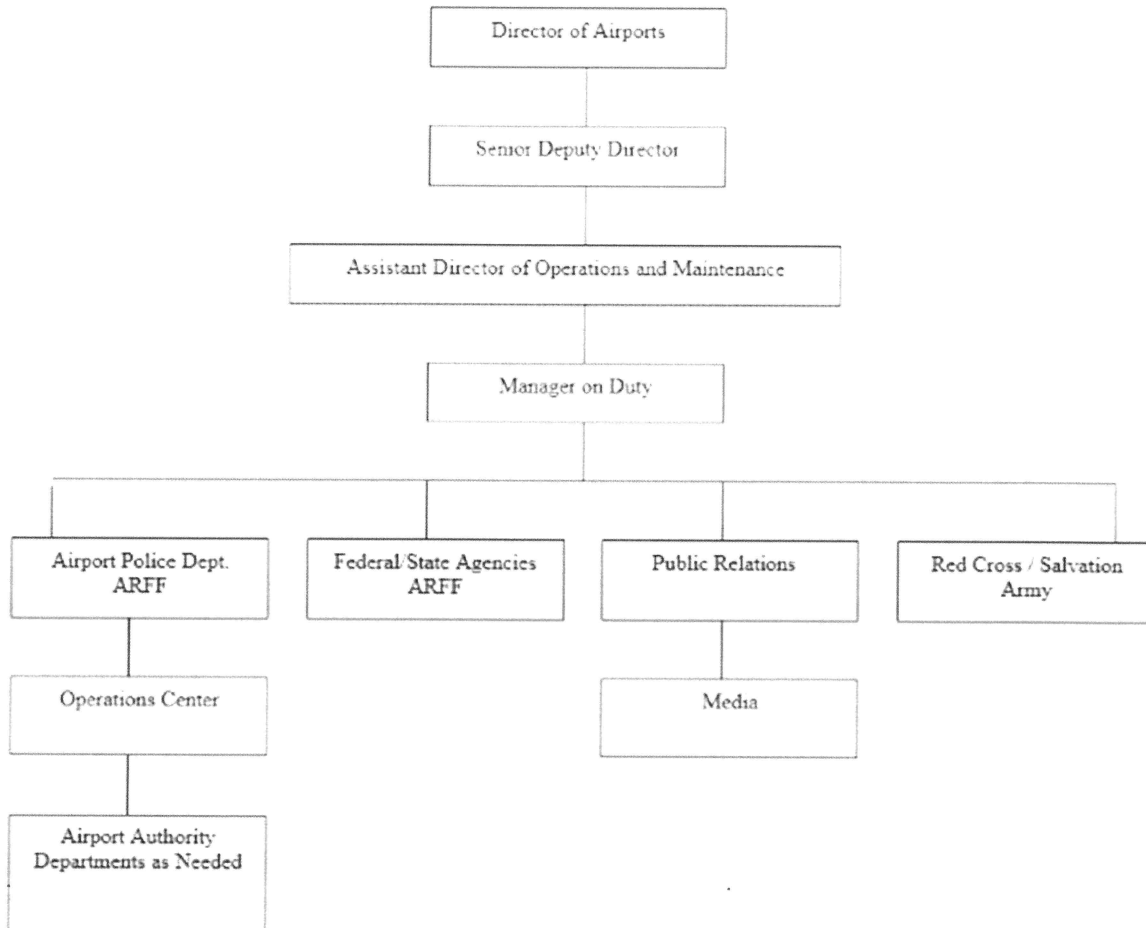 Director of Airports
Senior Deputy Director
Assistant Director of Operations and Maintenance
Manager on Duty
Airport Police Dept.
ARFF
Federal/State Agencies
ARFF
Public Relations
Red Cross / Salvation
Army
Operations Center
Media
Airport Authority
Departments as Needed